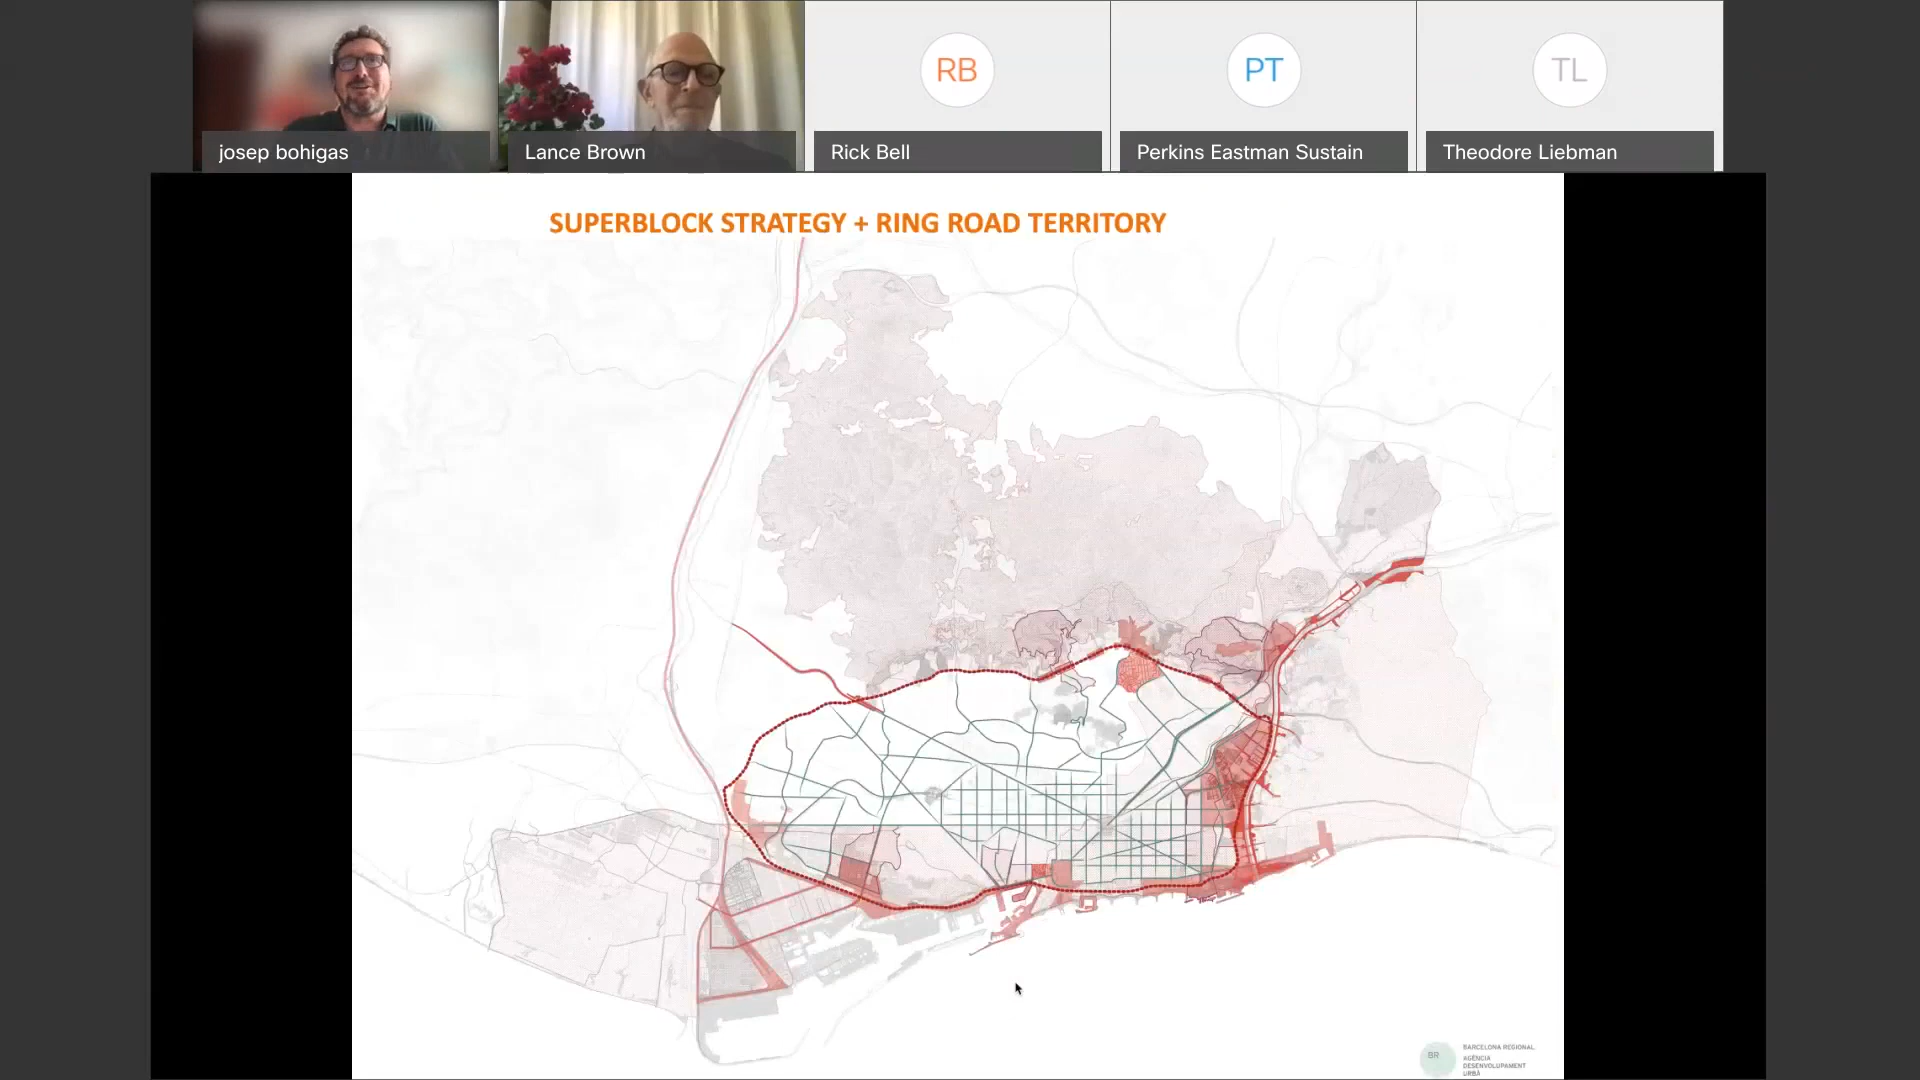 RB
PT
TL
josep bohigas
Lance Brown
Rick Bell
Perkins Eastman Sustain
Theodore Liebman
SUPERBLOCK STRATEGY + RING ROAD TERRITORY
BR
BARCELONA REGIONAL
AGÈNCIA
DESENVOLUPAMENT
URBÀ